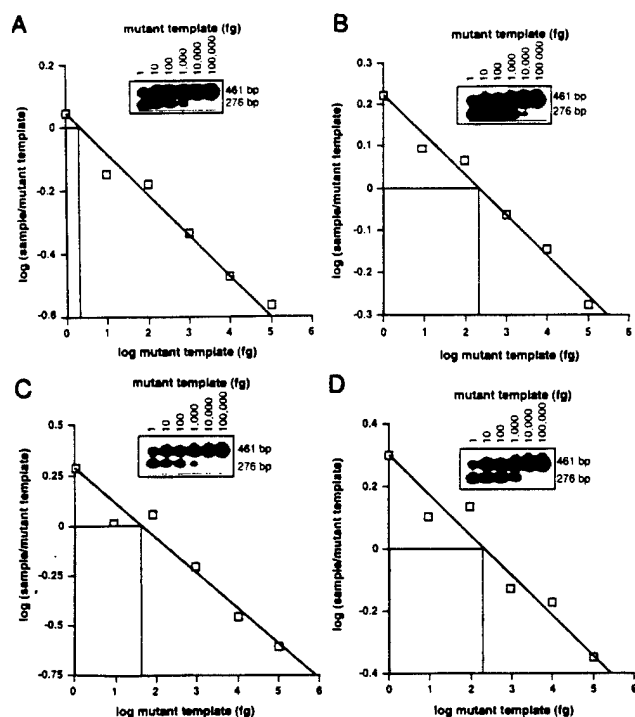 A
mutant template (fg)
1 10 100 1.000 10.000 100.000
461 bp
276 bp
log (sample/mutant template)
0.2
0
-0.2
-0.4
-0.6
0 1 2 3 4 5 6
log mutant template (fg)
B
mutant template (fg)
1 10 100 1.000 10.000 100 000
461 bp
276 bp
log (sample/mutant template)
0.3
0.2
0.1
0
-0.1
-0.2
-0.3
0 1 2 3 4 5 6
log mutant template (fg)
C
mutant template (fg)
1 10 100 1.000 10,000 100,000
461 bp
276 bp
log (sample/mutant template)
0.5
0.25
0
-0.25
-0.5
-0.75
0 1 2 3 4 5 6
log mutant template (fg)
D
mutant template (fg)
1 10 100 1.000 10.000 100.000
461 bp
276 bp
log (sample/mutant template)
0.4
0.2
0
-0.2
-0.4
0 1 2 3 4 5 6
log mutant template (fg)